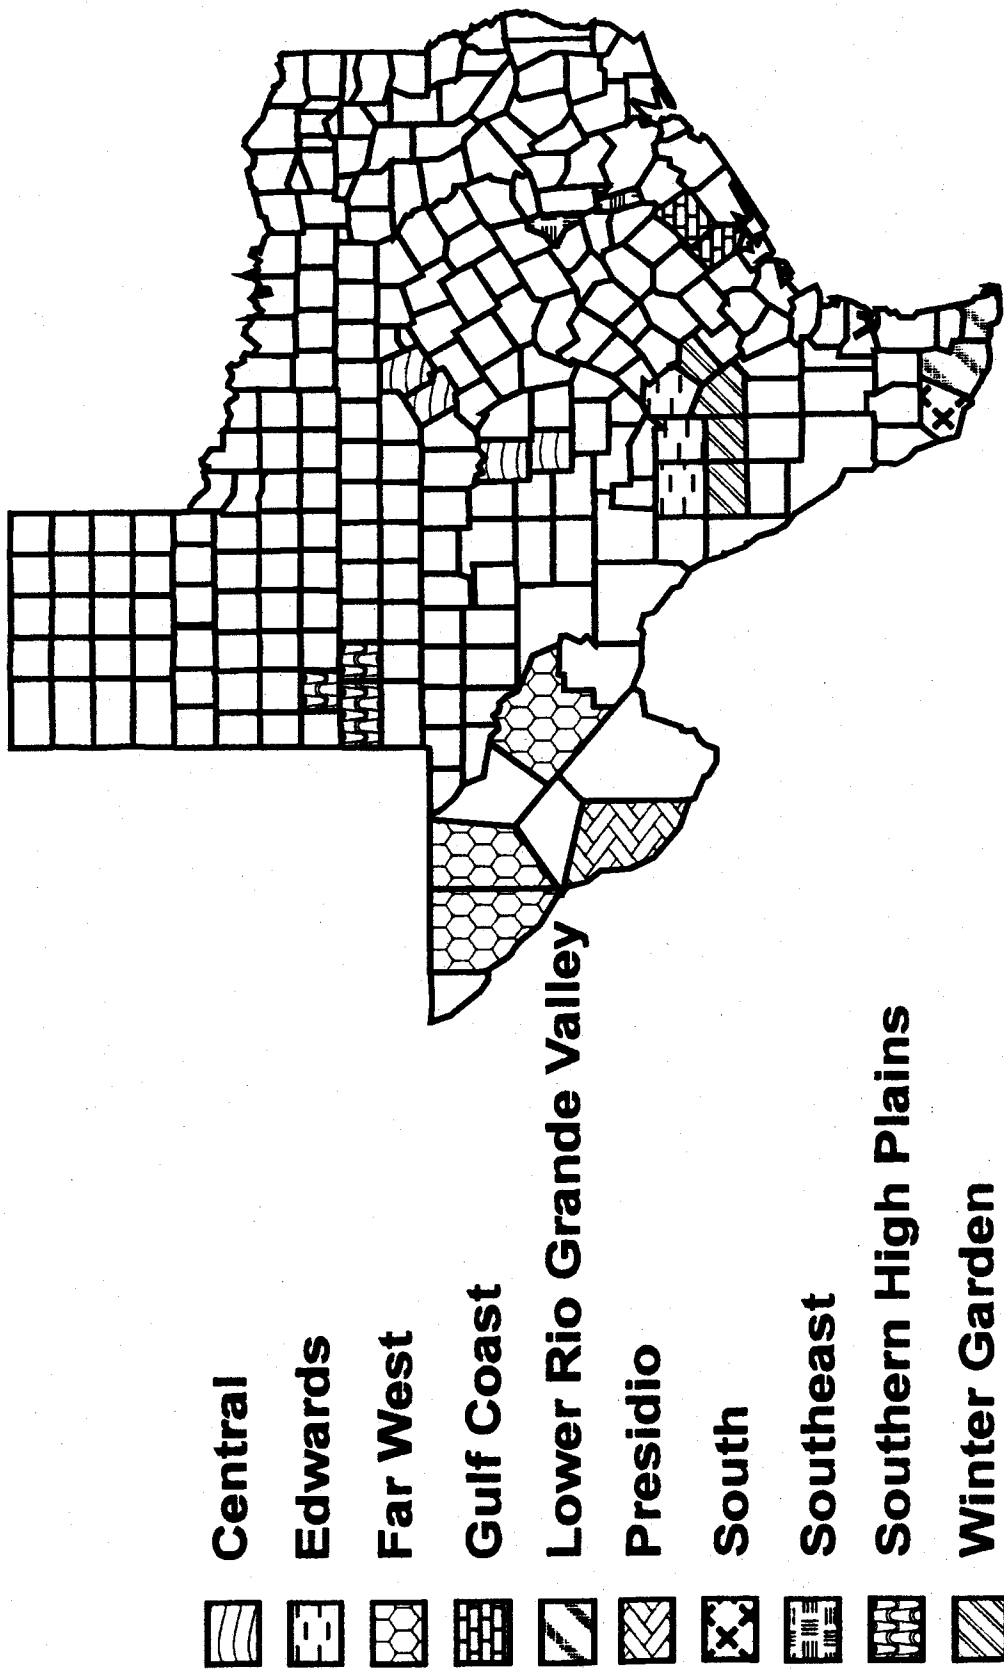 Central
Edwards
Far West
Gulf Coast
Lower Rio Grande Valley
Presidio
South
Southeast
Southern High Plains
Winter Garden